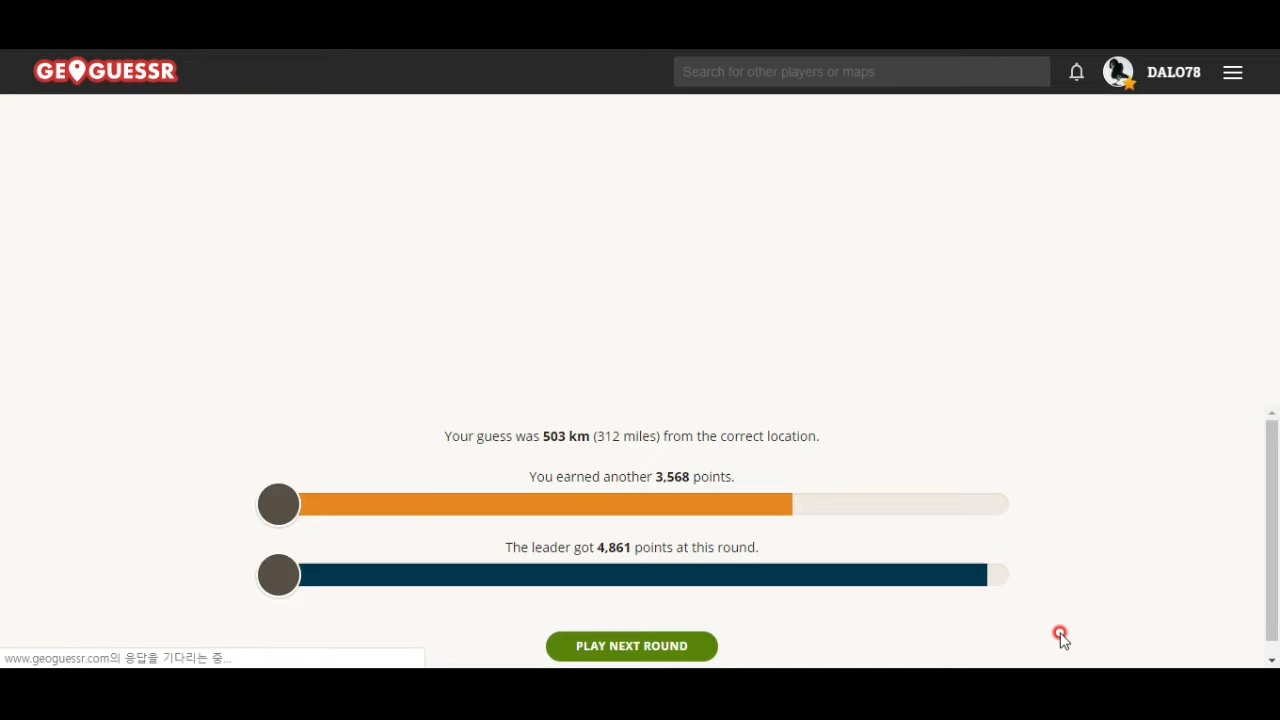 GEOGUESSR
Search for other players or maps
DALO78
Your guess was 503 km (312 miles) from the correct location.
You earned another 3,568 points.
The leader got 4,861 points at this round.
PLAY NEXT ROUND
www.geoguessr.com의 응답을 기다리는 중...